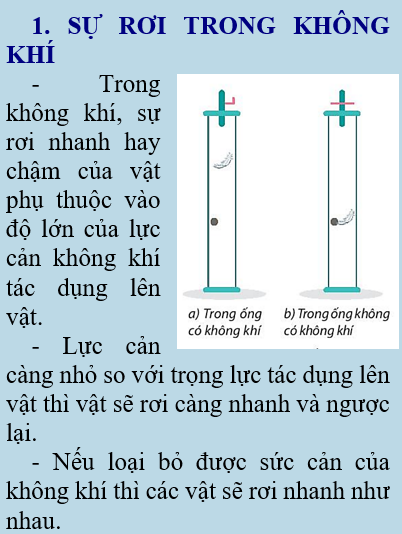 1. SỰ RƠI TRONG KHÔNG
KHÍ
- Trong
không khí, sự
rơi nhanh hay
chậm của vật
phụ thuộc vào
độ lớn của lực
cản không khí
tác dụng lên
vật.
a) Trong ống
có không khí
b) Trong ống không
có không khí
- Lực cản
càng nhỏ so với trọng lực tác dụng lên
vật thì vật sẽ rơi càng nhanh và ngược
lại.
- Nếu loại bỏ được sức cản của
không khí thì các vật sẽ rơi nhanh như
nhau.